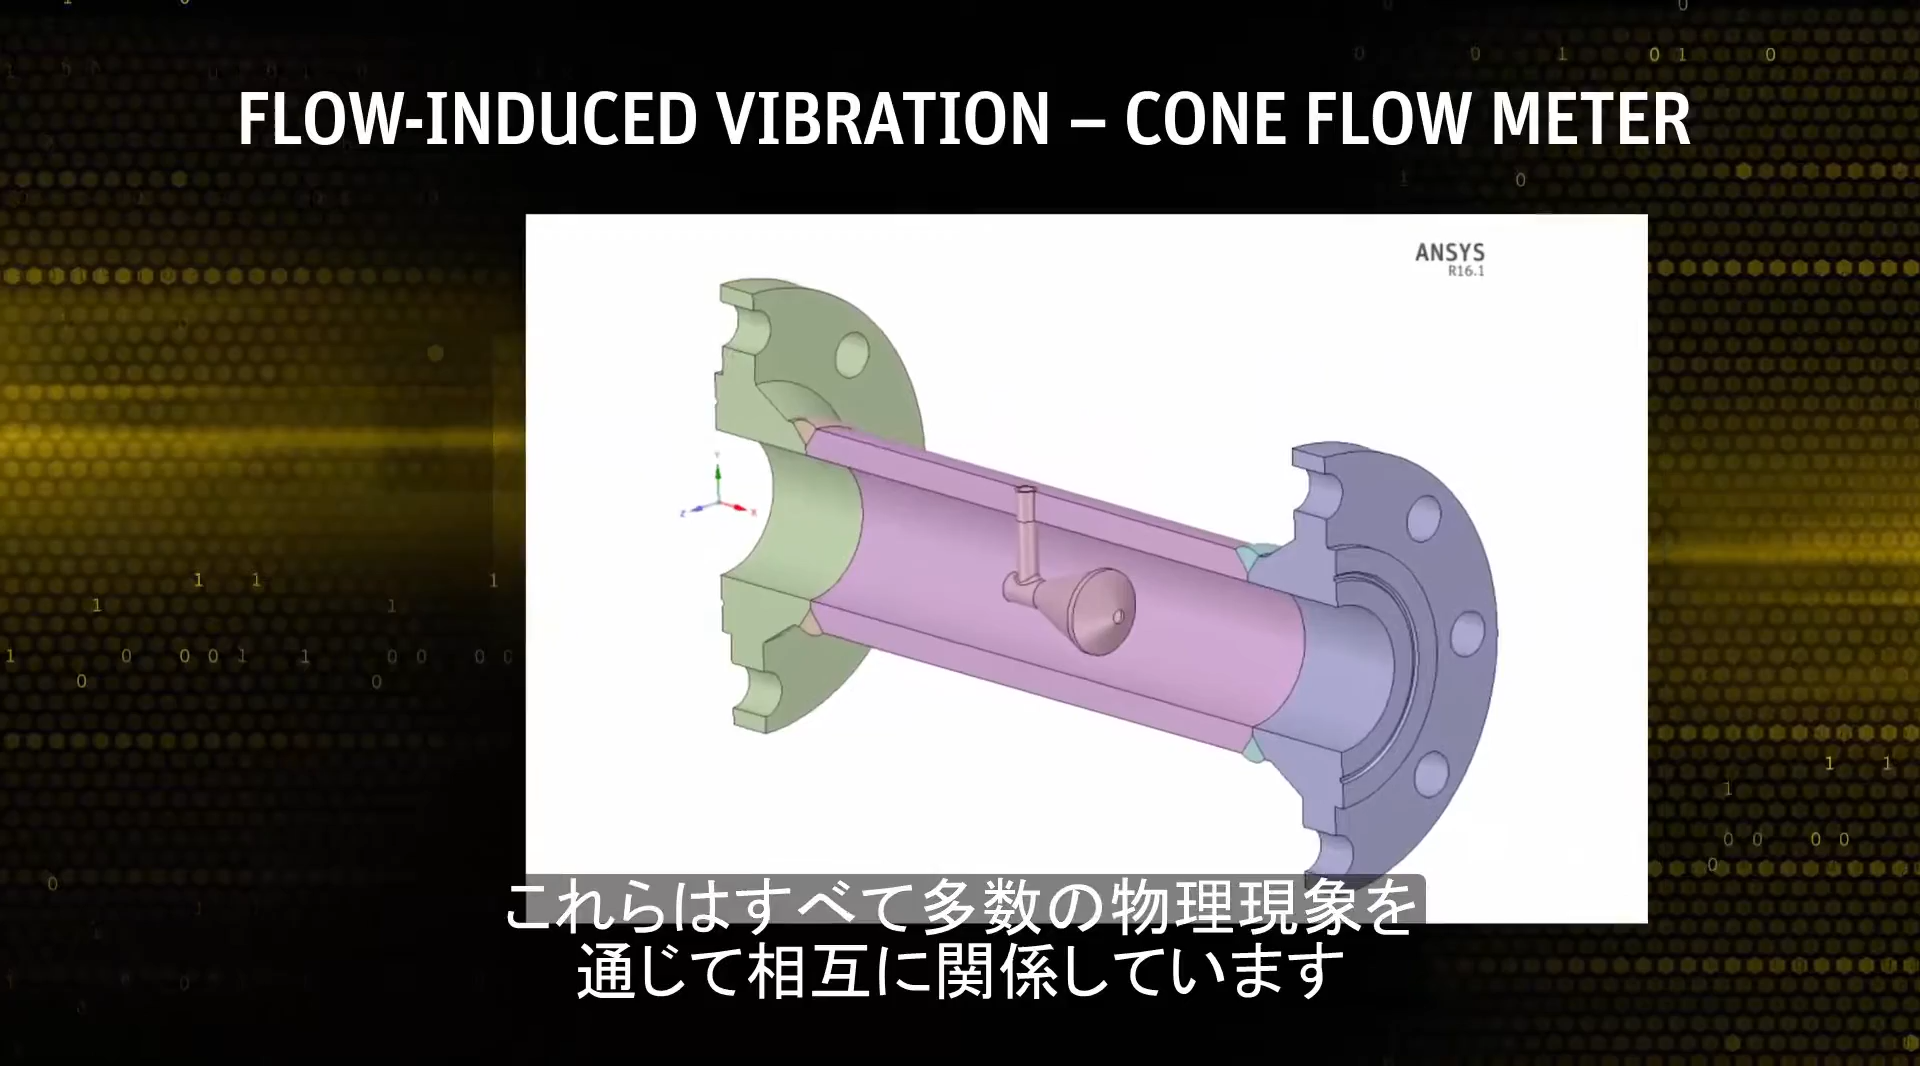 FLOW-INDUCED VIBRATION – CONE FLOW METER
ANSYS
R16.1
Y
Z
X
これらはすべて多数の物理現象を
通じて相互に関係しています